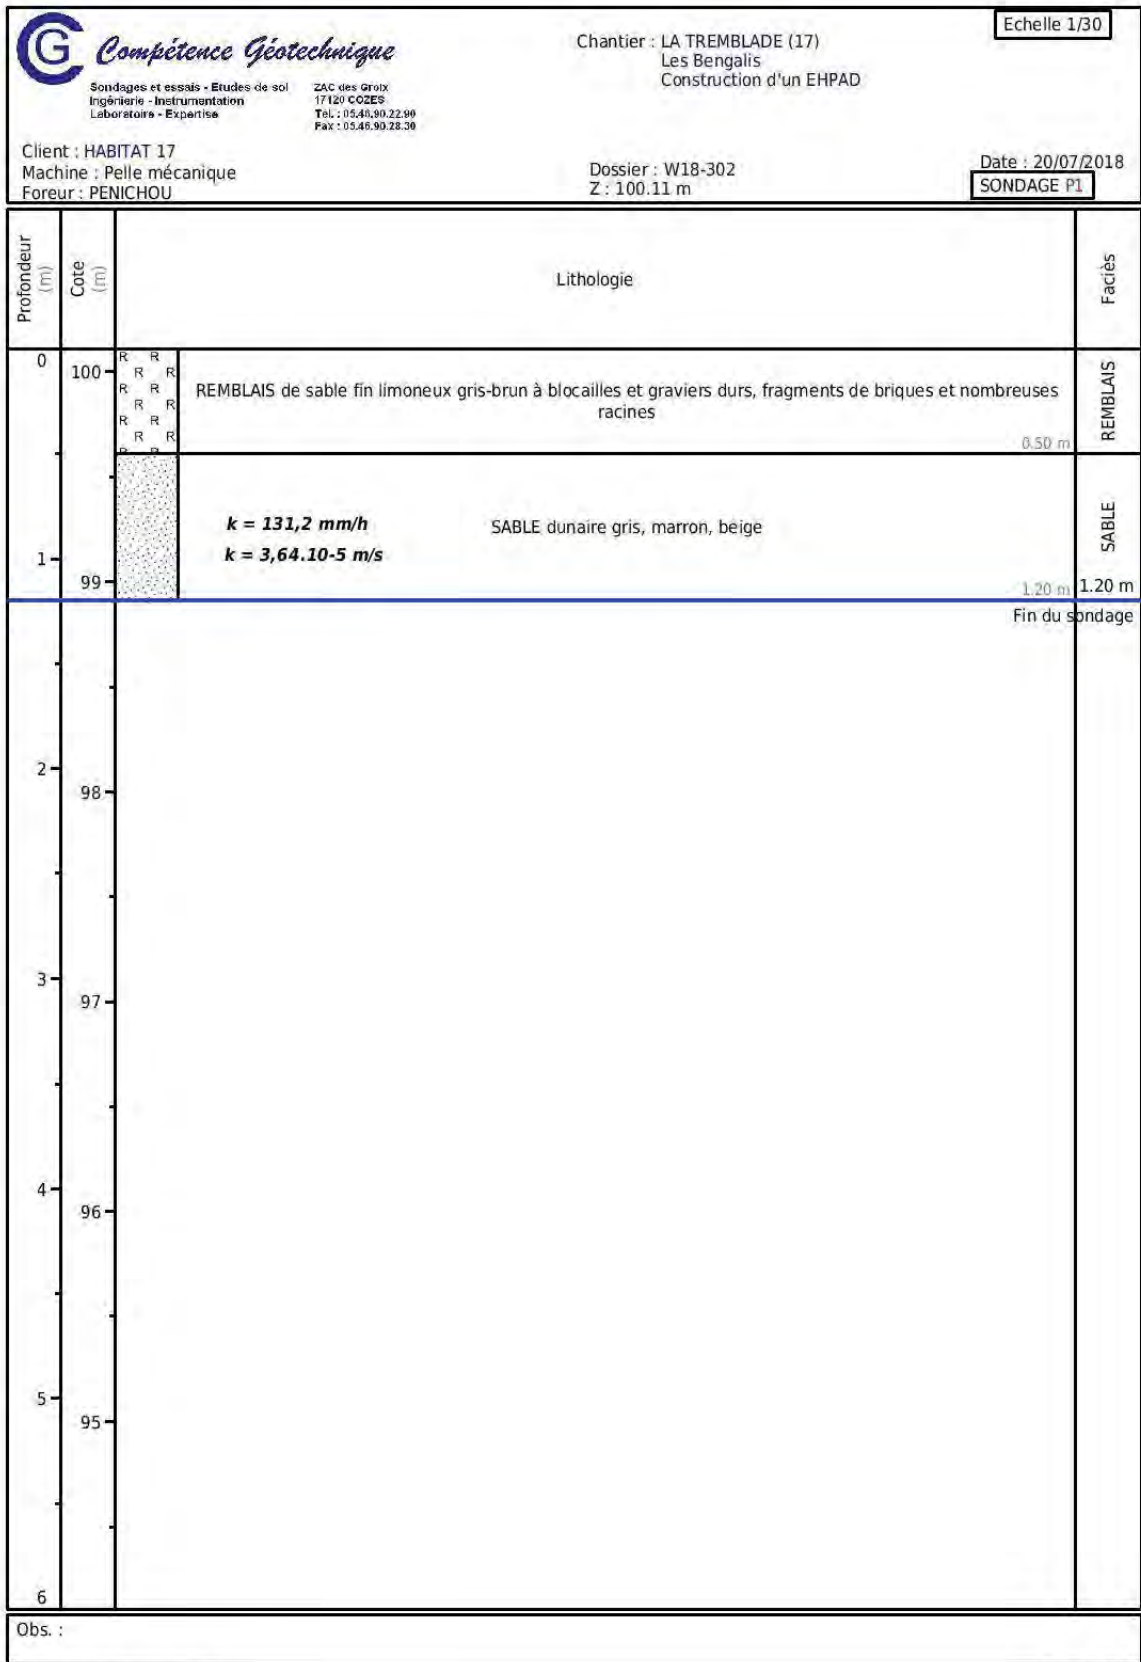 CG Compétence Géotechnique
Sondages et essais - Etudes de sol
Ingénierie - Instrumentation
Laboratoire - Expertise
ZAC des Groix
17120 COZES
Tél. : 05.46.90.22.90
Fax : 05.46.90.28.30
Chantier : LA TREMBLADE (17)
Les Bengalis
Construction d'un EHPAD
Echelle 1/30
Client : HABITAT 17
Machine : Pelle mécanique
Foreur : PENICHOU
Dossier : W18-302
Z : 100.11 m
Date : 20/07/2018
SONDAGE P1
Profondeur
(m)
Cote
(m)
Lithologie
Faciès
0
100
R R
R R
R R
R R
R R
R R
R R
REMBLAIS de sable fin limoneux gris-brun à blocailles et graviers durs, fragments de briques et nombreuses
racines
0.50 m
REMBLAIS
k = 131,2 mm/h
k = 3,64.10-5 m/s
SABLE dunaire gris, marron, beige
SABLE
1
99
1.20 m
1.20 m
Fin du sondage
2
98
3
97
4
96
5
95
6
Obs. :